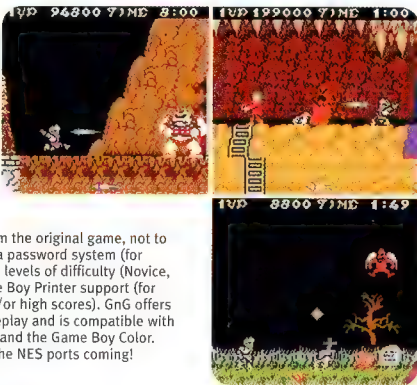 1UP 94800 TIME 8:00
1UP 199000 TIME 1:00
1UP 8800 TIME 1:49
m the original game, not to
a password system (for
levels of difficulty (Novice,
e Boy Printer support (for
/or high scores). GnG offers
eplay and is compatible with
and the Game Boy Color.
he NES ports coming!